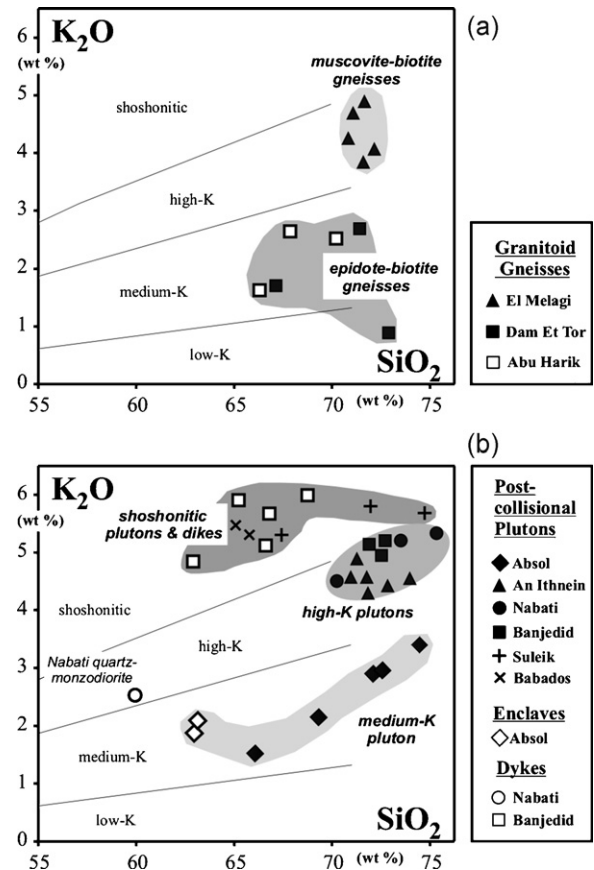 (a)
K2O
(wt %)
6
5
4
3
2
1
0
muscovite-biotite
gneisses
shoshonitic
high-K
medium-K
epidote-biotite
gneisses
low-K
SiO2
55
60
65
(wt %)
70
75
Granitoid
Gneisses
El Melagi
Dam Et Tor
Abu Harik
(b)
K2O
(wt %)
6
5
4
3
2
1
0
shoshonitic
plutons & dikes
shoshonitic
high-K plutons
high-K
Nabati quartz-
monzodiorite
medium-K
pluton
medium-K
low-K
SiO2
55
60
65
(wt %)
70
75
Post-
collisional
Plutons
Absol
An Ithnein
Nabati
Banjedid
Suleik
Babados
Enclaves
Absol
Dykes
Nabati
Banjedid